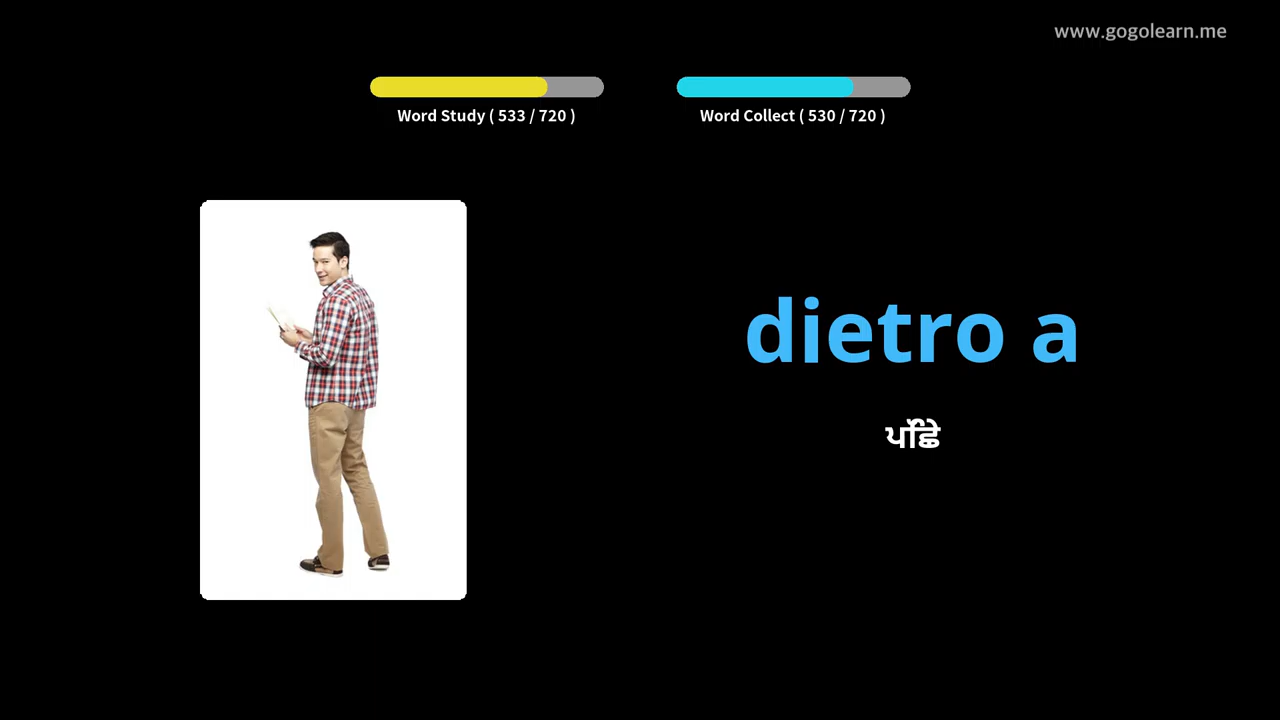 www.gogolearn.me
Word Study ( 533 / 720 )
Word Collect ( 530 / 720 )
dietro a
ਪਿੱਛੇ